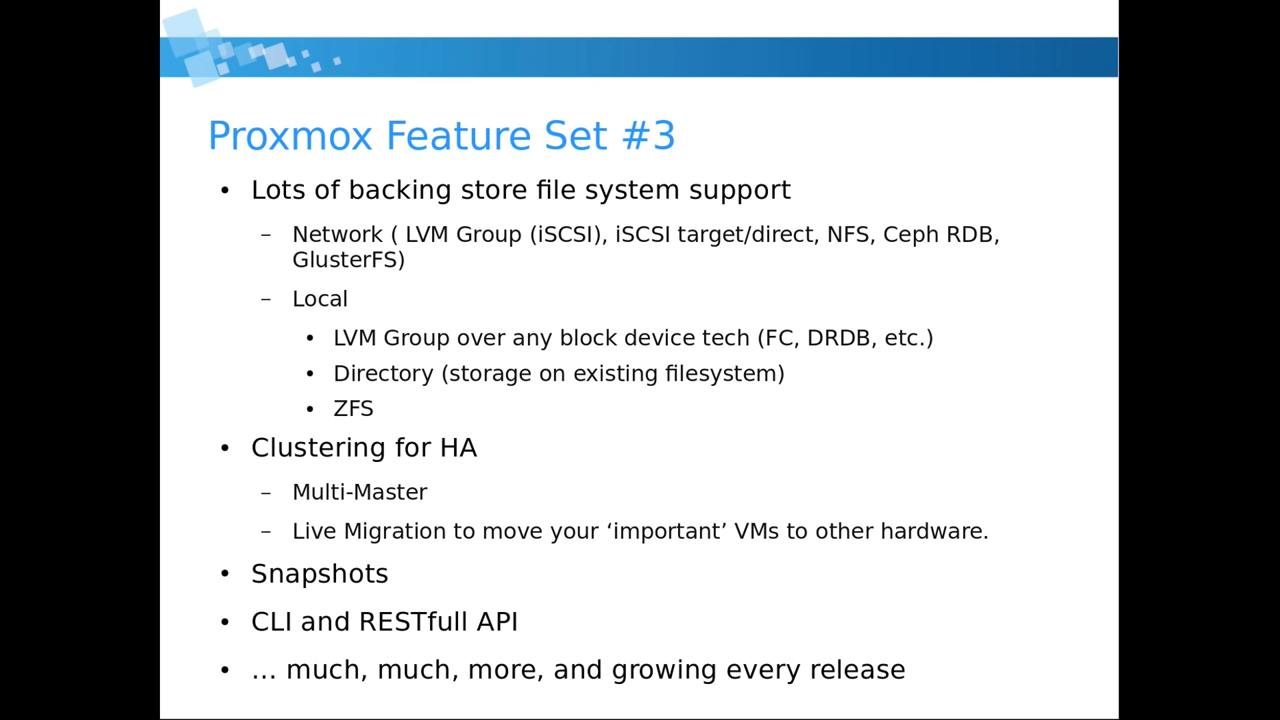 Proxmox Feature Set #3
• Lots of backing store file system support
– Network ( LVM Group (iSCSI), iSCSI target/direct, NFS, Ceph RDB,
GlusterFS)
– Local
• LVM Group over any block device tech (FC, DRDB, etc.)
• Directory (storage on existing filesystem)
• ZFS
• Clustering for HA
– Multi-Master
– Live Migration to move your ‘important’ VMs to other hardware.
• Snapshots
• CLI and RESTfull API
• … much, much, more, and growing every release